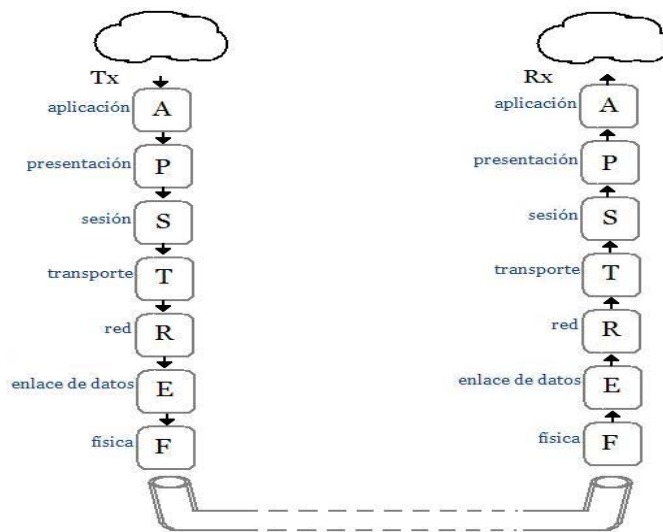 Tx
aplicación A
presentación P
sesión S
transporte T
red R
enlace de datos E
física F
Rx
aplicación A
presentación P
sesión S
transporte T
red R
enlace de datos E
física F